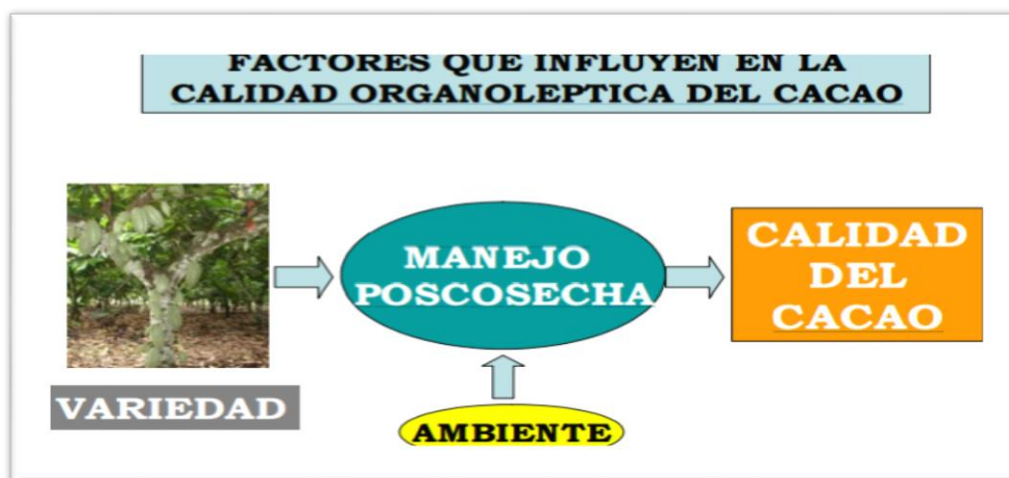 FACTORES QUE INFLUYEN EN LA
CALIDAD ORGANOLEPTICA DEL CACAO
MANEJO
POSCOSECHA
CALIDAD
DEL
CACAO
VARIEDAD
AMBIENTE